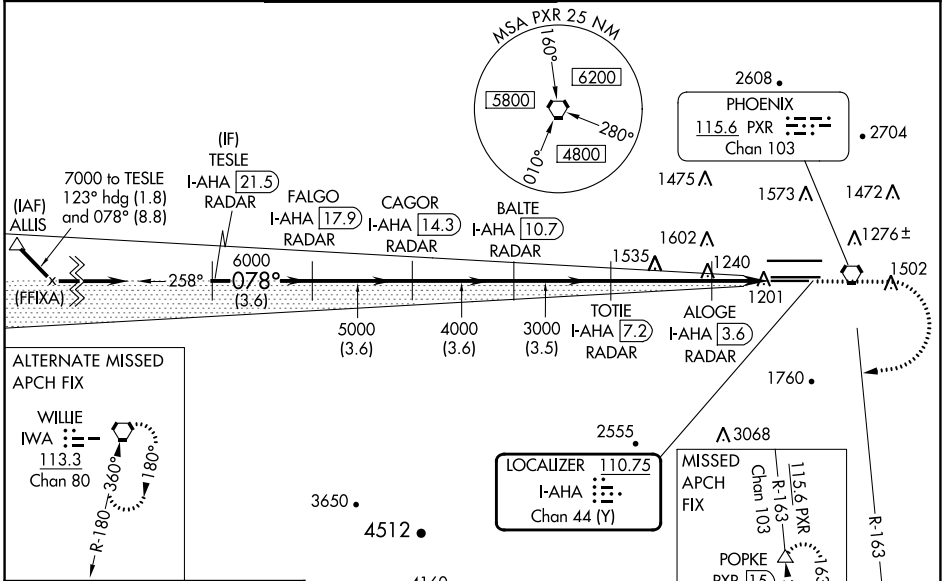 MSA PXR 25 NM
160°
6200
5800
280°
010°
4800
2608
PHOENIX
115.6 PXR
Chan 103
2704
1475
1573
1472
1276±
1502
(IF)
TESLE
I-AHA 21.5
RADAR
7000 to TESLE
123° hdg (1.8)
and 078° (8.8)
(IAF)
ALLIS
(FFIXA)
FALGO
I-AHA 17.9
RADAR
CAGOR
I-AHA 14.3
RADAR
BALTE
I-AHA 10.7
RADAR
1602
1535
1240
1201
258°
6000
078°
(3.6)
5000
(3.6)
4000
(3.6)
3000
(3.5)
TOTIE
I-AHA 7.2
RADAR
ALOGE
I-AHA 3.6
RADAR
1760
ALTERNATE MISSED
APCH FIX
WILLIE
IWA
113.3
Chan 80
360°
180°
R-180
2555
3068
LOCALIZER 110.75
I-AHA
Chan 44 (Y)
3650
4512
MISSED
APCH
FIX
115.6 PXR
Chan 103
R-163
POPKE
PXR 15
R-163